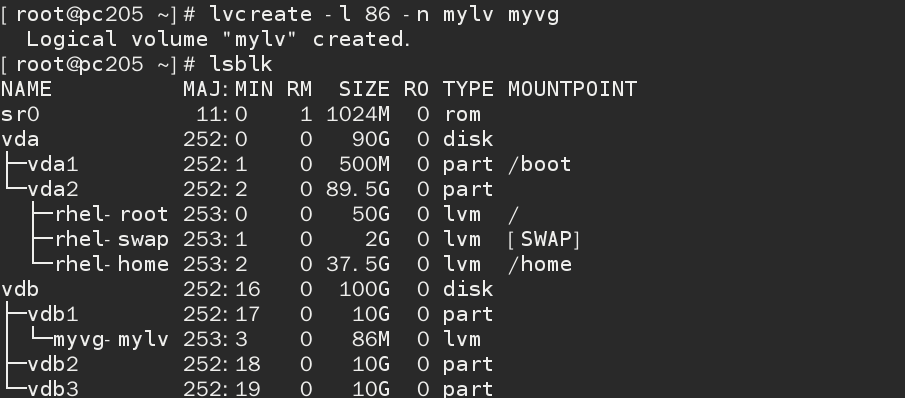 [root@pc205 ~]# lvcreate -l 86 -n mylv myvg
  Logical volume "mylv" created.
[root@pc205 ~]# lsblk
NAME          MAJ:MIN RM  SIZE RO TYPE MOUNTPOINT
sr0            11:0    1 1024M  0 rom
vda           252:0    0   90G  0 disk
├─vda1        252:1    0  500M  0 part /boot
└─vda2        252:2    0 89.5G  0 part
  ├─rhel-root 253:0    0   50G  0 lvm  /
  ├─rhel-swap 253:1    0    2G  0 lvm  [SWAP]
  └─rhel-home 253:2    0 37.5G  0 lvm  /home
vdb           252:16   0  100G  0 disk
├─vdb1        252:17   0   10G  0 part
│ └─myvg-mylv 253:3    0   86M  0 lvm
├─vdb2        252:18   0   10G  0 part
└─vdb3        252:19   0   10G  0 part